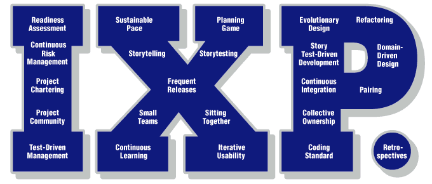 Readiness
Assessment
Continuous
Risk
Management
Project
Chartering
Project
Community
Test-Driven
Management
Sustainable
Pace
Planning
Game
Storytelling
Storytesting
Frequent
Releases
Small
Teams
Sitting
Together
Continuous
Learning
Iterative
Usability
Evolutionary
Design
Refactoring
Story
Test-Driven
Development
Domain-
Driven
Design
Continuous
Integration
Pairing
Collective
Ownership
Coding
Standard
Retro-
spectives